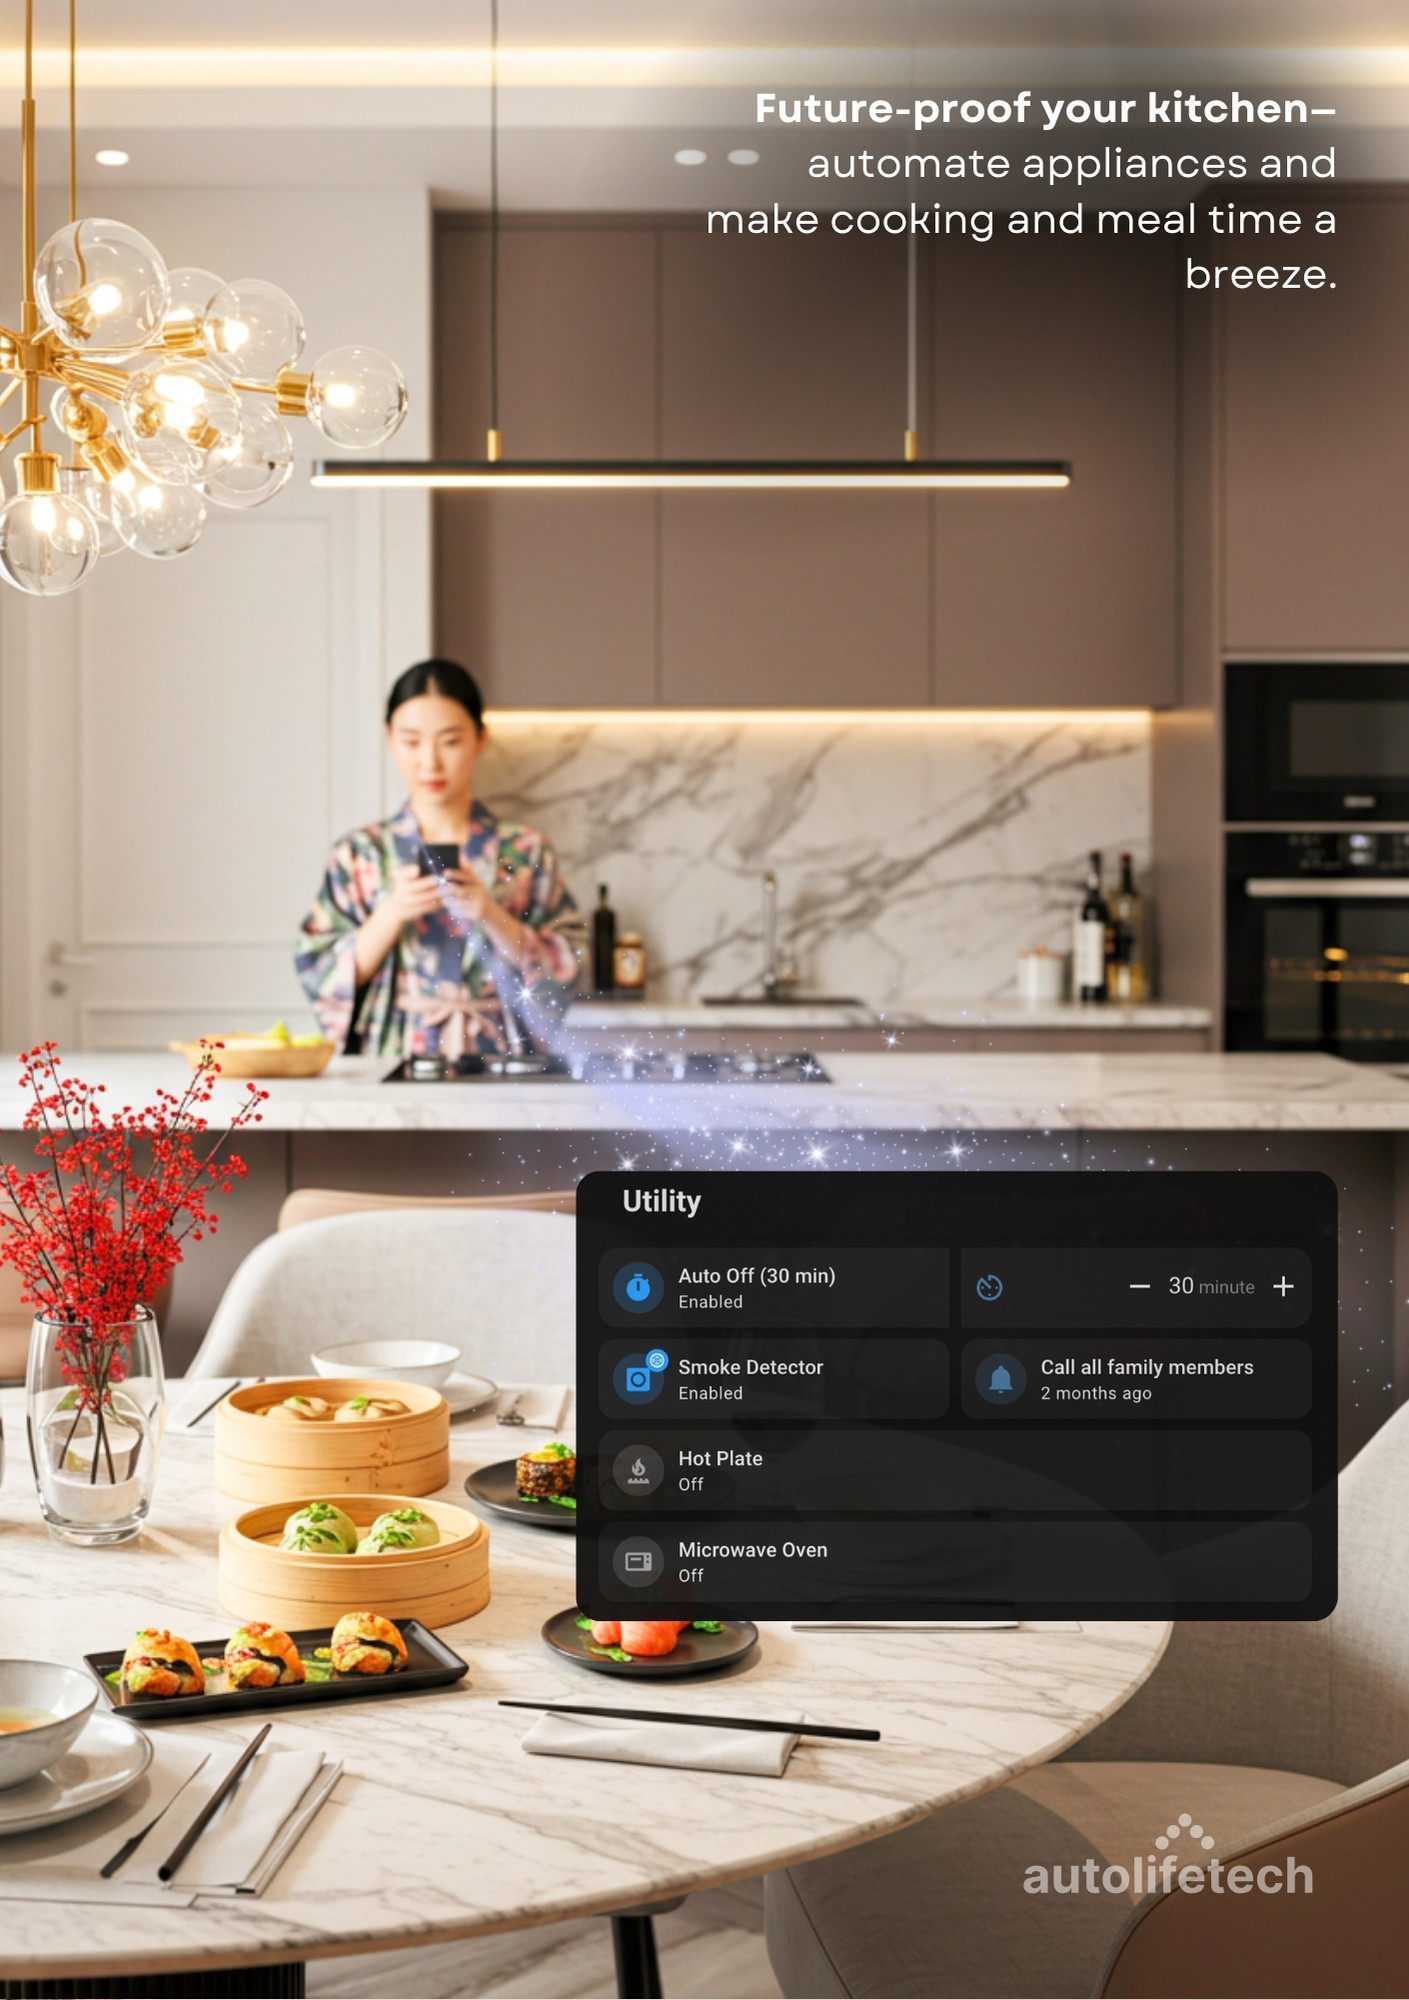 Future-proof your kitchen—
automate appliances and
make cooking and meal time a
breeze.
Utility
Auto Off (30 min)
Enabled
30 minute
Smoke Detector
Enabled
Call all family members
2 months ago
Hot Plate
Off
Microwave Oven
Off
autolifetech